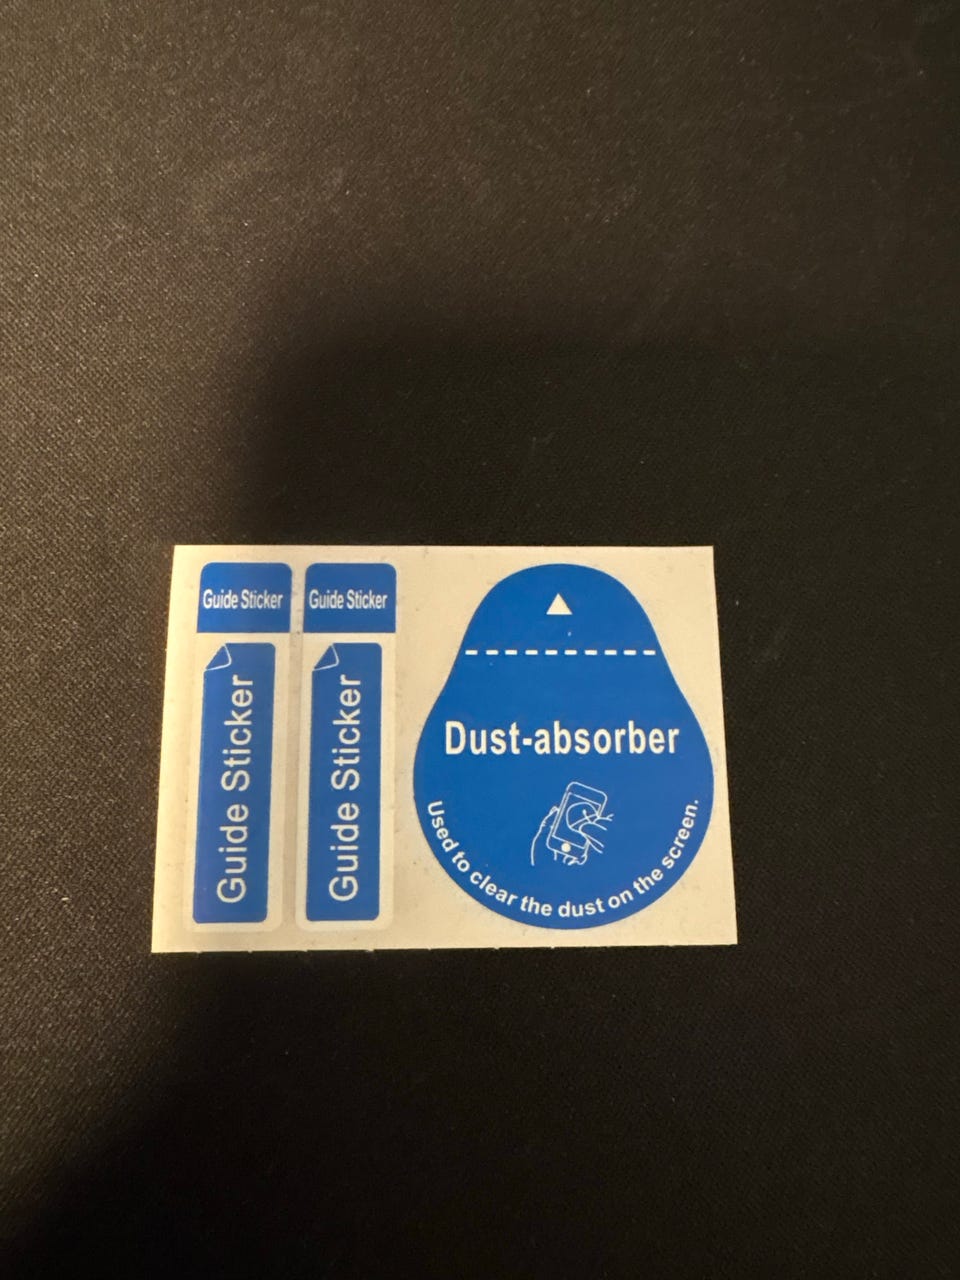 Guide Sticker
Guide Sticker
Guide Sticker
Guide Sticker
Dust-absorber
Used to clear the dust on the screen.